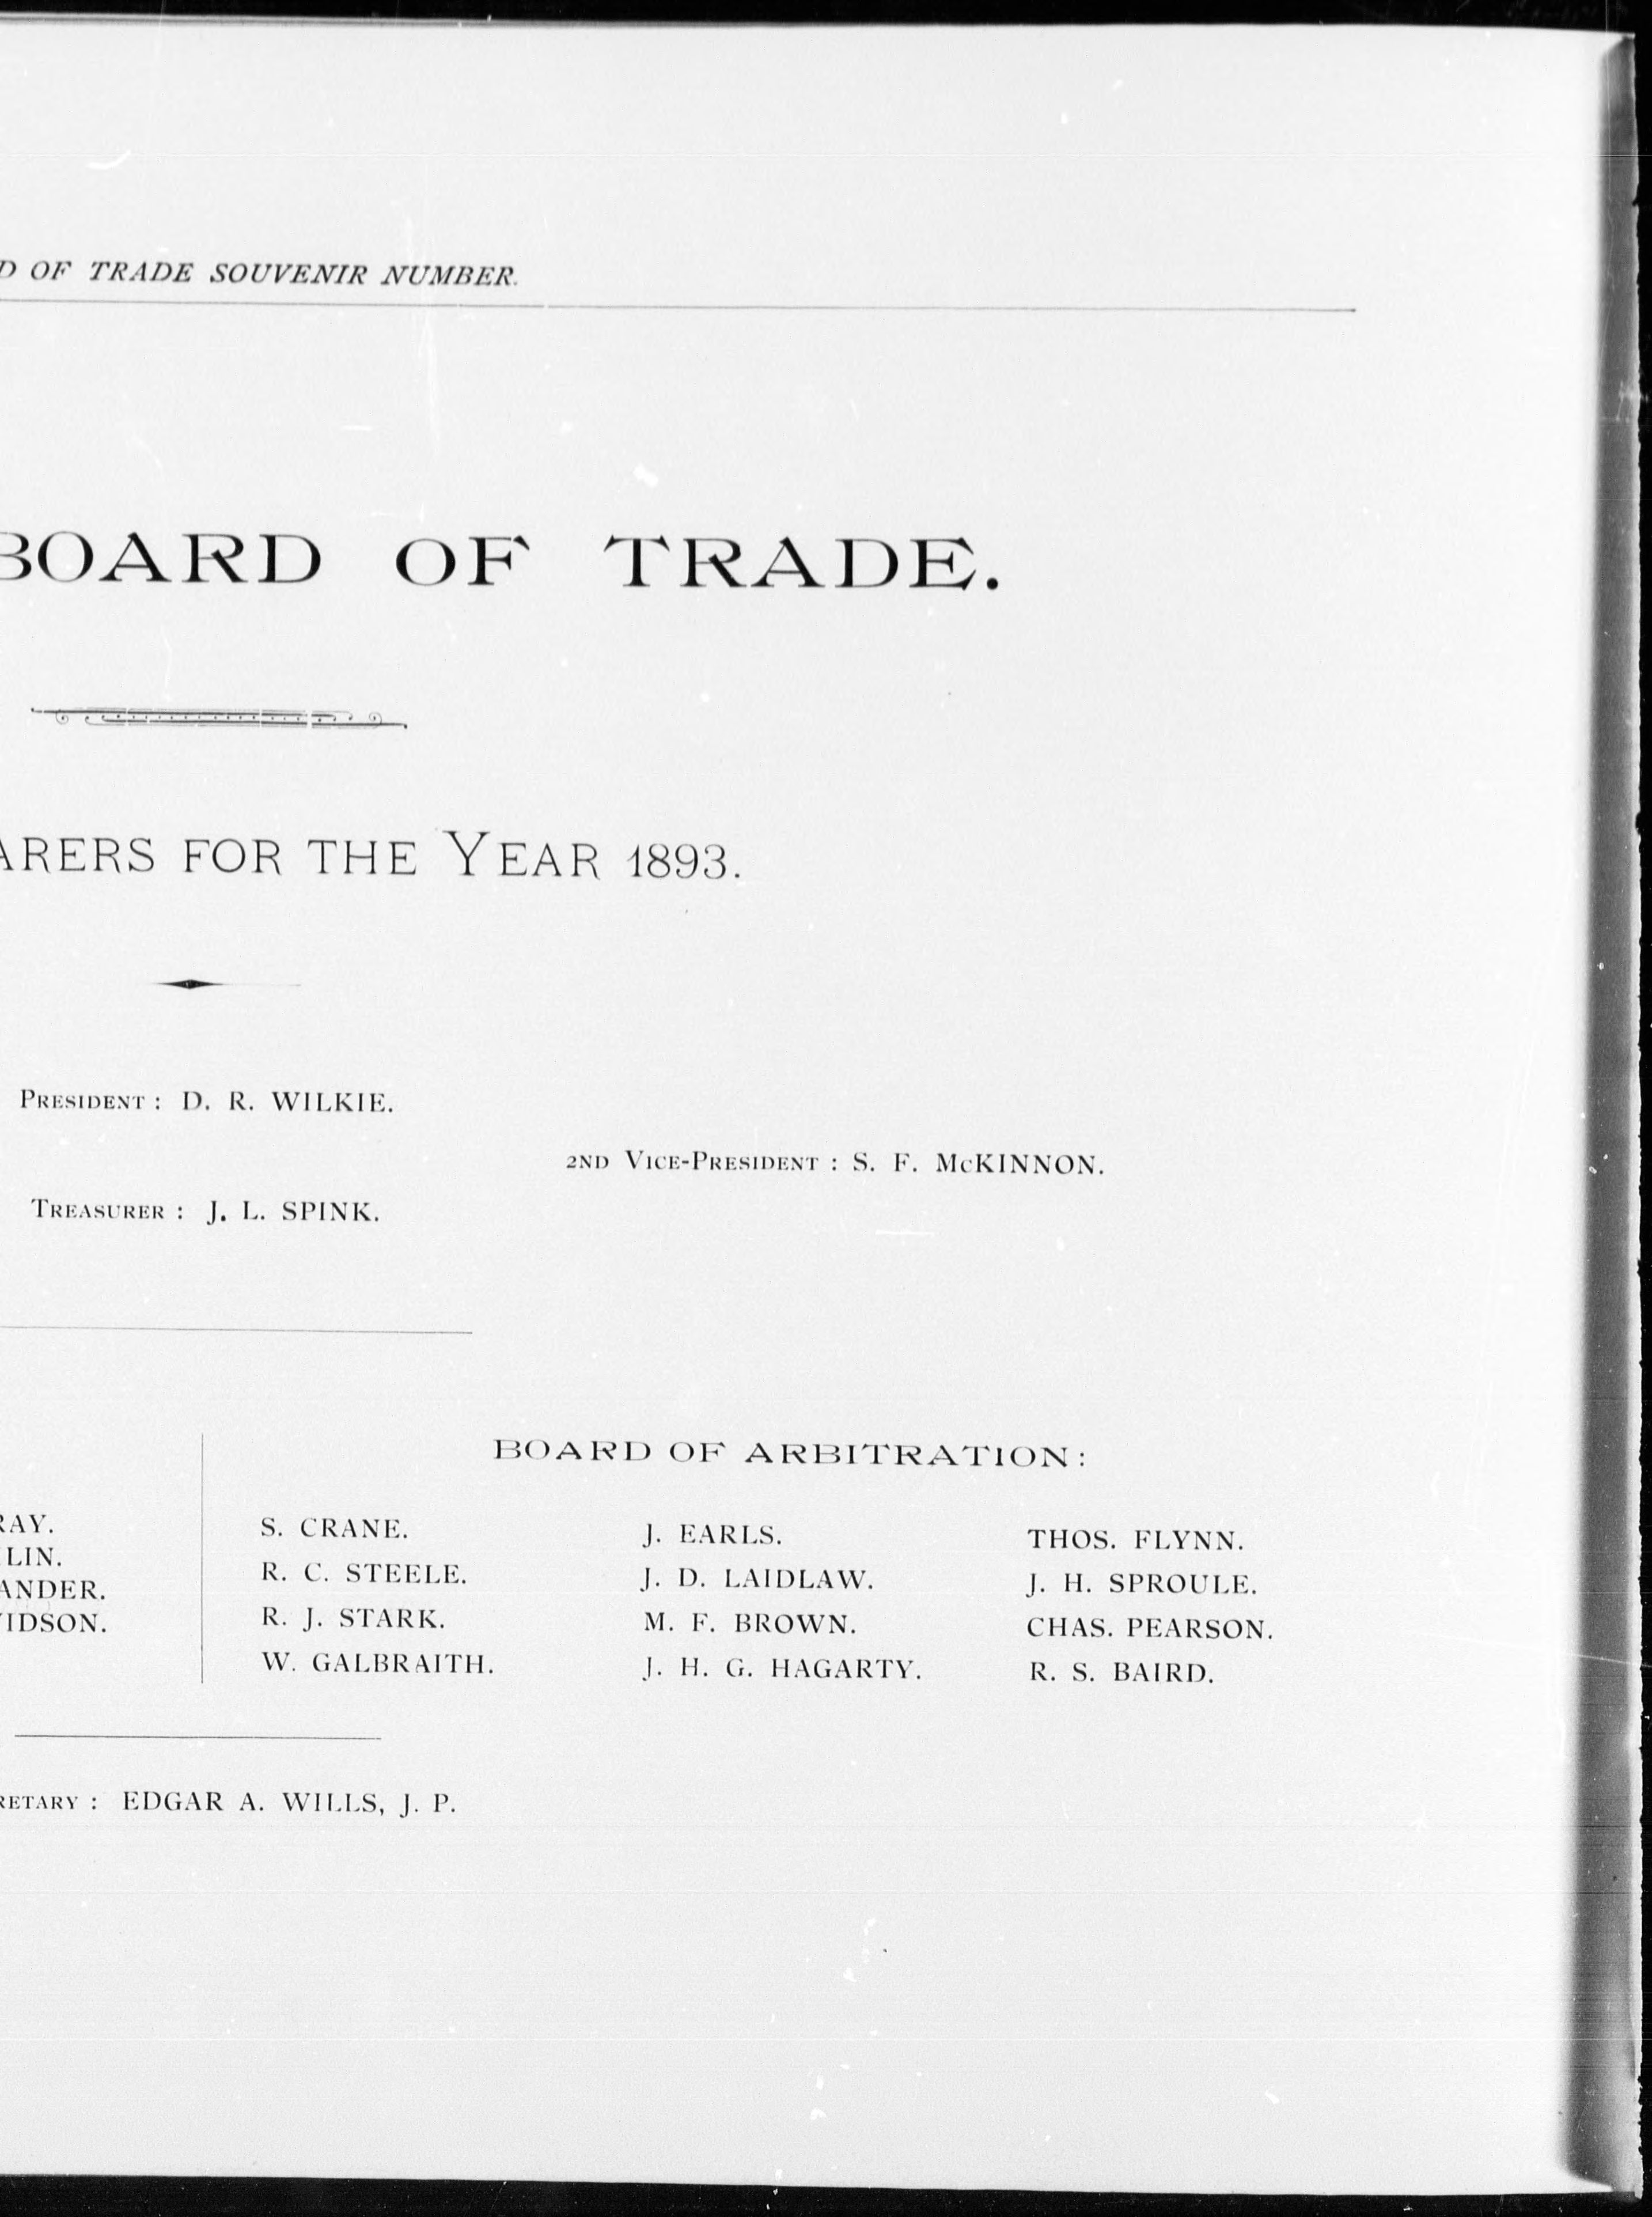 D OF TRADE SOUVENIR NUMBER.
BOARD OF TRADE.
ARERS FOR THE YEAR 1893.
PRESIDENT: D. R. WILKIE.
2ND VICE-PRESIDENT: S. F. McKINNON.
TREASURER: J. L. SPINK.
BOARD OF ARBITRATION:
RAY.
LIN.
ANDER.
IDSON.
S. CRANE.
R. C. STEELE.
R. J. STARK.
W. GALBRAITH.
J. EARLS.
J. D. LAIDLAW.
M. F. BROWN.
J. H. G. HAGARTY.
THOS. FLYNN.
J. H. SPROULE.
CHAS. PEARSON.
R. S. BAIRD.
RETARY: EDGAR A. WILLS, J. P.